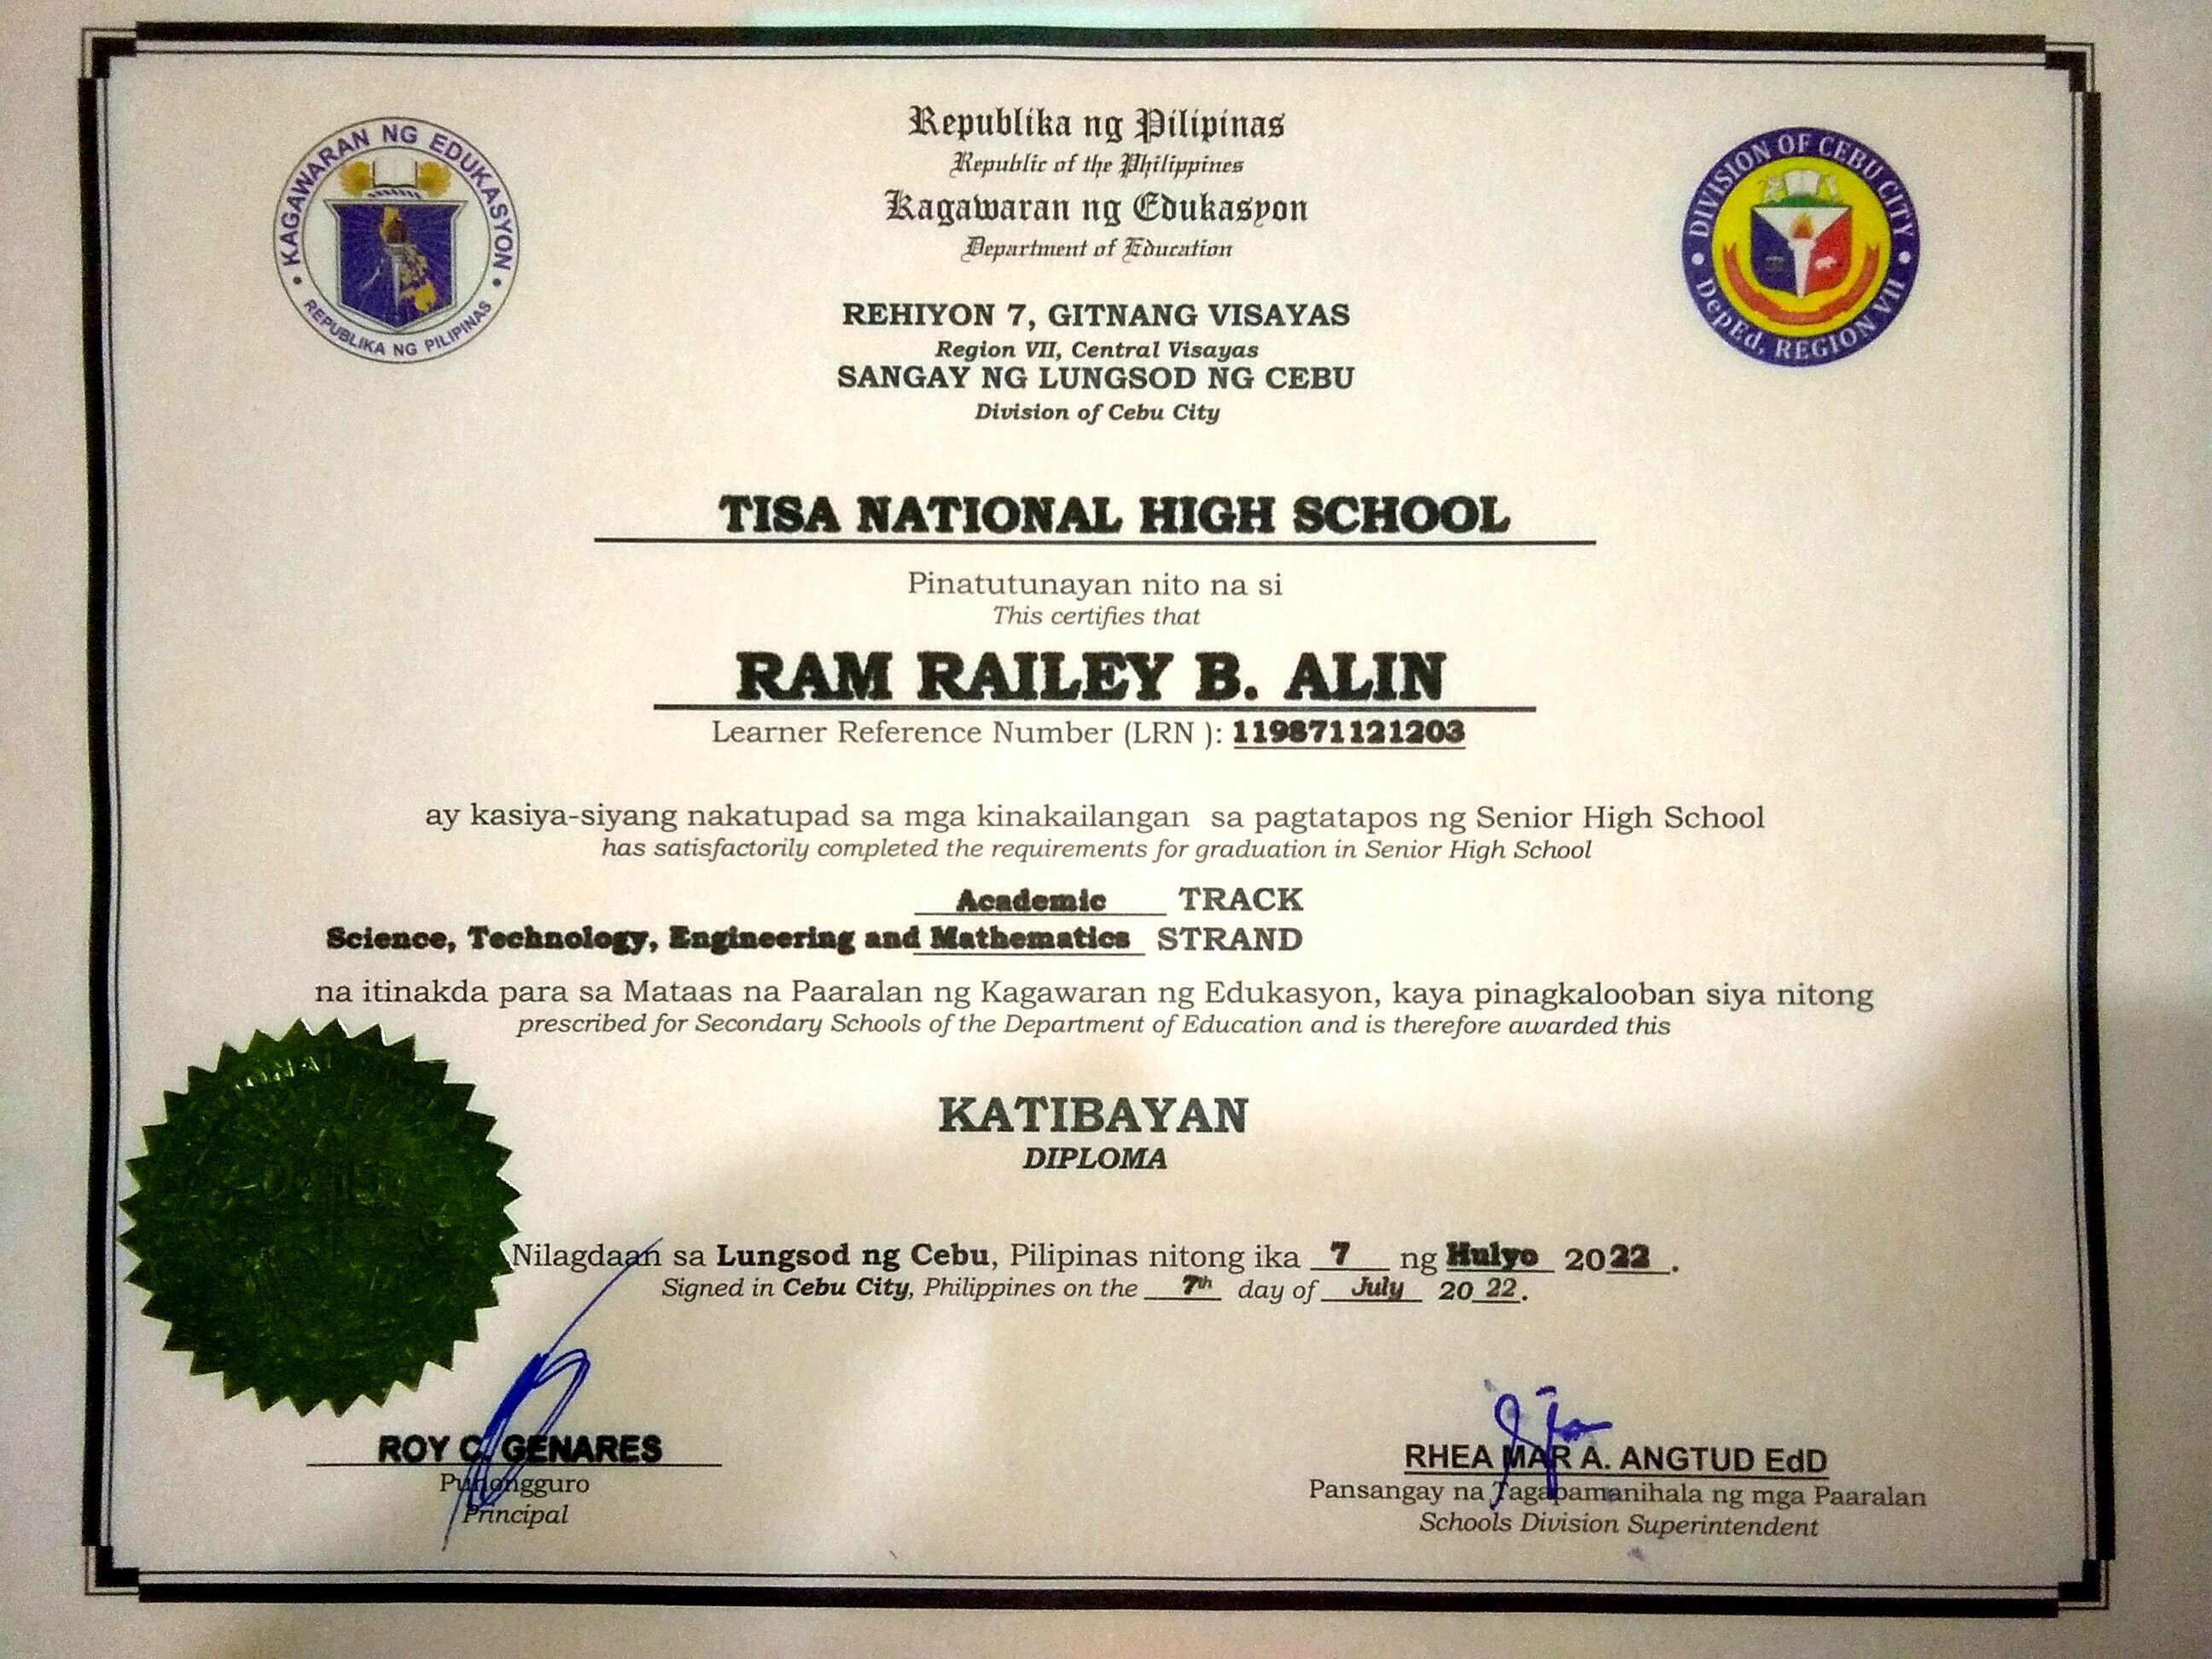 KAGAWARAN NG EDUKASYON
REPUBLIKA NG PILIPINAS
Republika ng Pilipinas
Republic of the Philippines
Kagawaran ng Edukasyon
Department of Education
DIVISION OF CEBU CITY
DepEd, REGION VII
REHIYON 7, GITNANG VISAYAS
Region VII, Central Visayas
SANGAY NG LUNGSOD NG CEBU
Division of Cebu City
TISA NATIONAL HIGH SCHOOL
Pinatutunayan nito na si
This certifies that
RAM RAILEY B. ALIN
Learner Reference Number (LRN ): 119871121203
ay kasiya-siyang nakatupad sa mga kinakailangan sa pagtatapos ng Senior High School
has satisfactorily completed the requirements for graduation in Senior High School
Academic TRACK
Science, Technology, Engineering and Mathematics STRAND
na itinakda para sa Mataas na Paaralan ng Kagawaran ng Edukasyon, kaya pinagkalooban siya nitong
prescribed for Secondary Schools of the Department of Education and is therefore awarded this
KATIBAYAN
DIPLOMA
Nilagdaan sa Lungsod ng Cebu, Pilipinas nitong ika 7 ng Hulyo 2022.
Signed in Cebu City, Philippines on the 7th day of July 20 22.
ROY C. GENARES
Punongguro
Principal
RHEA MAR A. ANGTUD EdD
Pansangay na Tagapamanihala ng mga Paaralan
Schools Division Superintendent